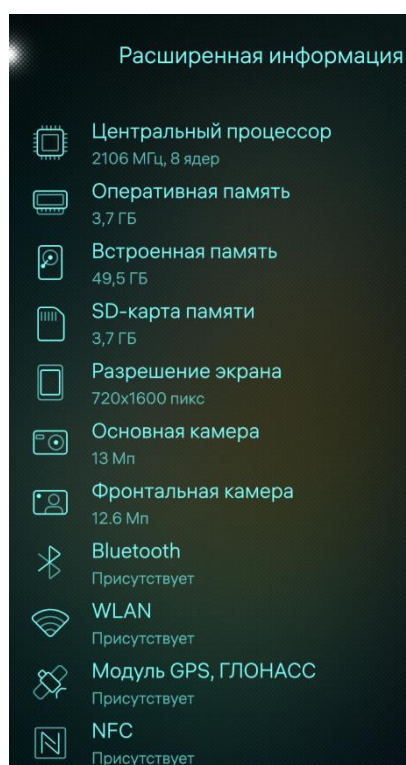 Расширенная информация
Центральный процессор
2106 МГц, 8 ядер
Оперативная память
3,7 ГБ
Встроенная память
49,5 ГБ
SD-карта памяти
3,7 ГБ
Разрешение экрана
720x1600 пикс
Основная камера
13 Мп
Фронтальная камера
12.6 Мп
Bluetooth
Присутствует
WLAN
Присутствует
Модуль GPS, ГЛОНАСС
Присутствует
NFC
Присутствует